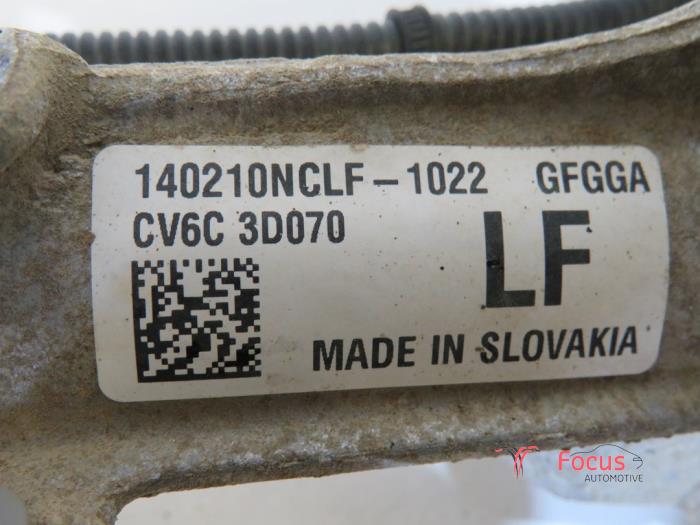 140210NCLF-1022 GFGGA
CV6C 3D070
LF
MADE IN SLOVAKIA
Focus
AUTOMOTIVE